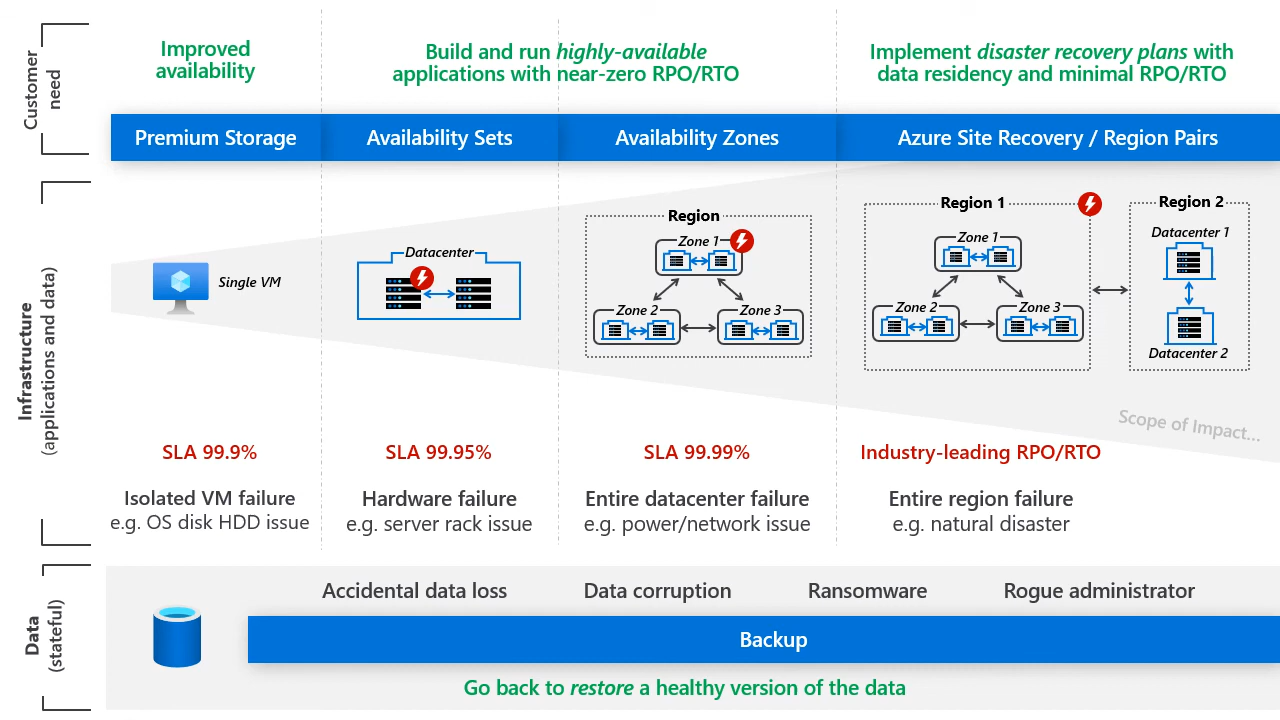 Customer
need
Improved
availability
Build and run highly-available
applications with near-zero RPO/RTO
Implement disaster recovery plans with
data residency and minimal RPO/RTO
Premium Storage
Availability Sets
Availability Zones
Azure Site Recovery / Region Pairs
Infrastructure
(applications and data)
Single VM
Datacenter
Region
Zone 1
Zone 2
Zone 3
Region 1
Zone 1
Zone 2
Zone 3
Region 2
Datacenter 1
Datacenter 2
Scope of Impact...
SLA 99.9%
SLA 99.95%
SLA 99.99%
Industry-leading RPO/RTO
Isolated VM failure
e.g. OS disk HDD issue
Hardware failure
e.g. server rack issue
Entire datacenter failure
e.g. power/network issue
Entire region failure
e.g. natural disaster
Data
(stateful)
Accidental data loss
Data corruption
Ransomware
Rogue administrator
Backup
Go back to restore a healthy version of the data